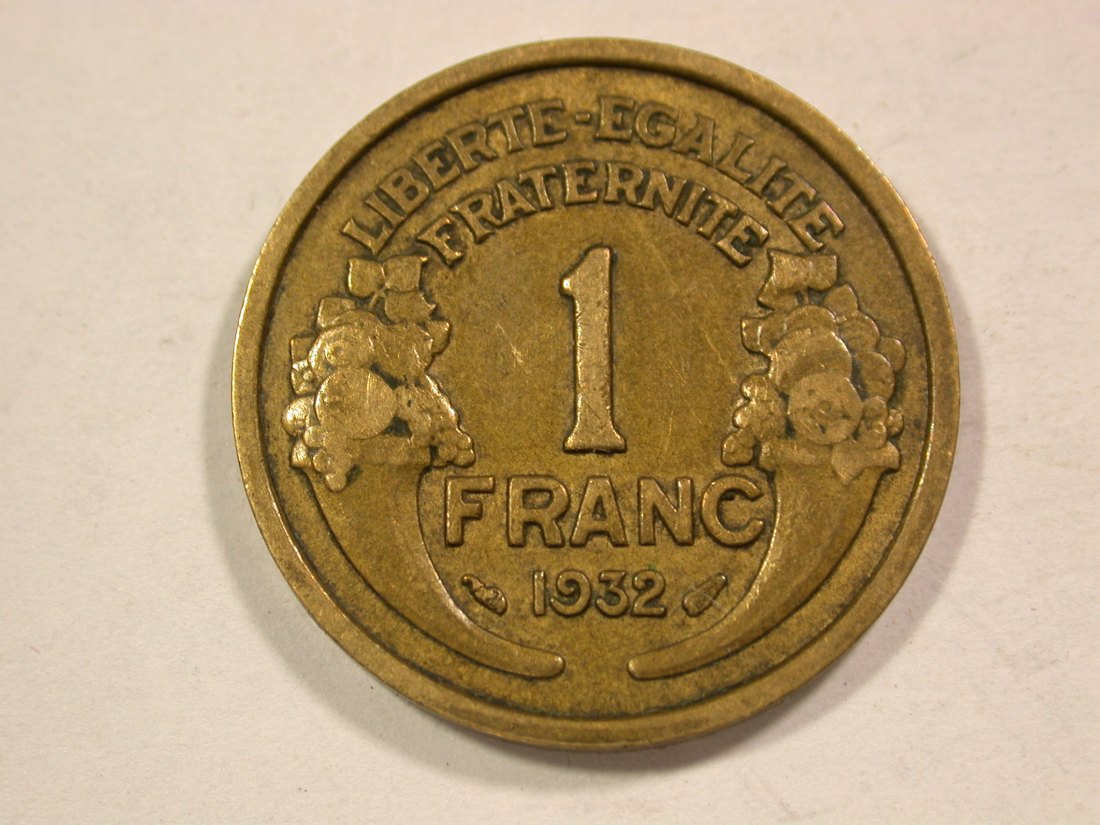 LIBERTE-EGALITE
FRATERNITE
1
FRANC
1932